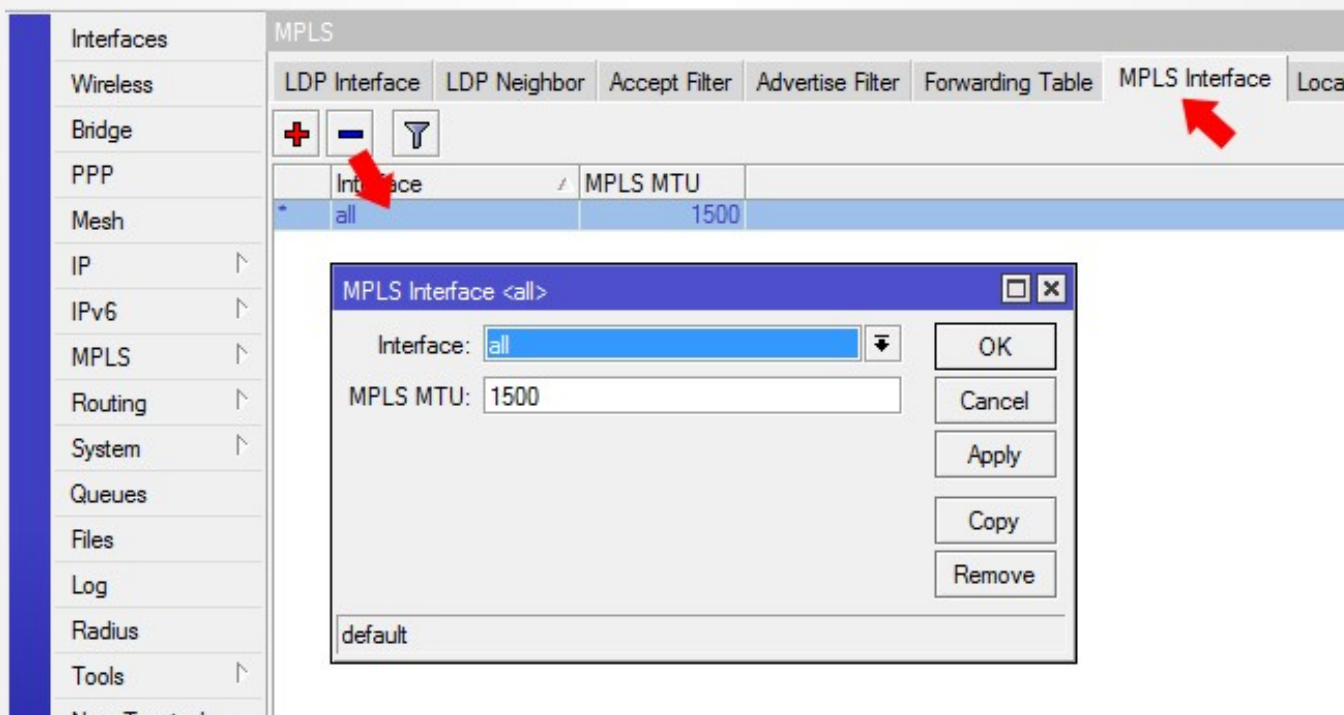 MPLS
Interfaces
Wireless
Bridge
PPP
Mesh
IP
IPv6
MPLS
Routing
System
Queues
Files
Log
Radius
Tools
LDP Interface LDP Neighbor Accept Filter Advertise Filter Forwarding Table MPLS Interface Loca
Interface MPLS MTU
* all 1500
MPLS Interface <all>
Interface: all
MPLS MTU: 1500
OK
Cancel
Apply
Copy
Remove
default